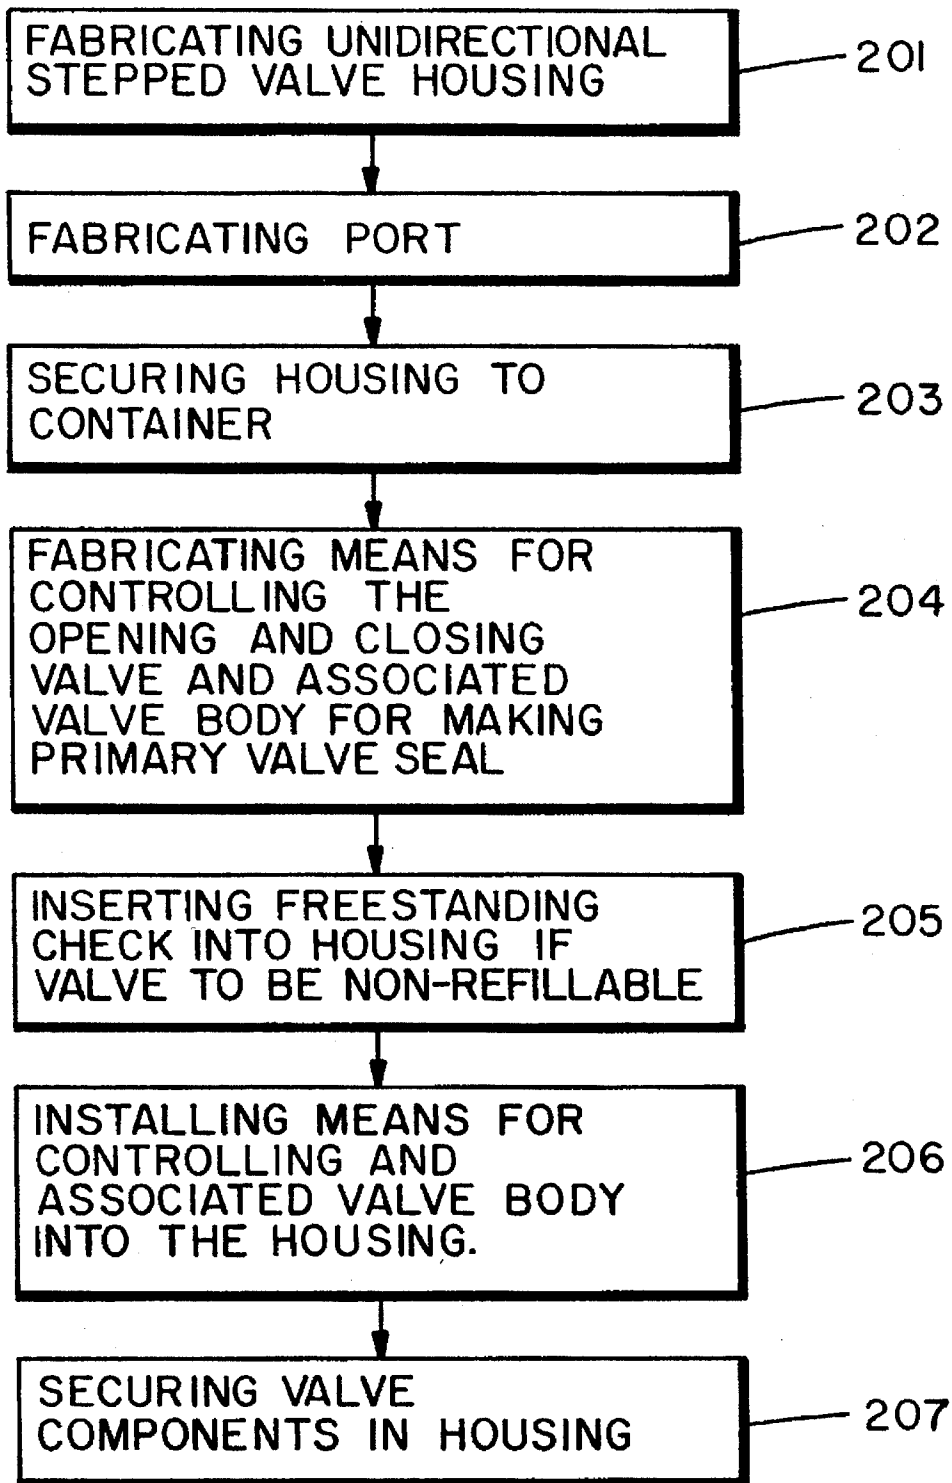 FABRICATING UNIDIRECTIONAL
STEPPED VALVE HOUSING
201
FABRICATING PORT
202
SECURING HOUSING TO
CONTAINER
203
FABRICATING MEANS FOR
CONTROLLING THE
OPENING AND CLOSING
VALVE AND ASSOCIATED
VALVE BODY FOR MAKING
PRIMARY VALVE SEAL
204
INSERTING FREESTANDING
CHECK INTO HOUSING IF
VALVE TO BE NON-REFILLABLE
205
INSTALLING MEANS FOR
CONTROLLING AND
ASSOCIATED VALVE BODY
INTO THE HOUSING.
206
SECURING VALVE
COMPONENTS IN HOUSING
207